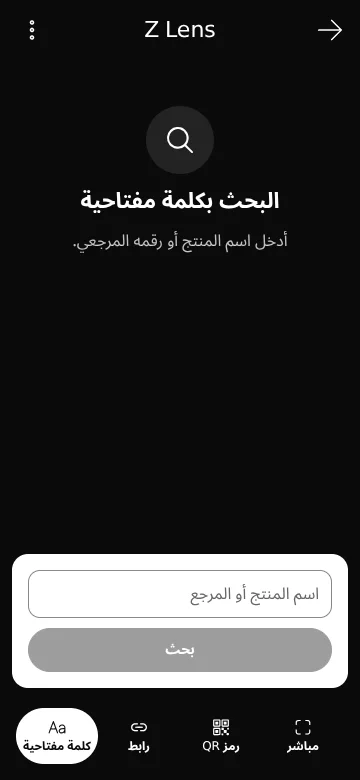 Z Lens
البحث بكلمة مفتاحية
أدخل اسم المنتج أو رقمه المرجعي.
اسم المنتج أو المرجع
بحث
مباشر
رمز QR
رابط
Aa
كلمة مفتاحية